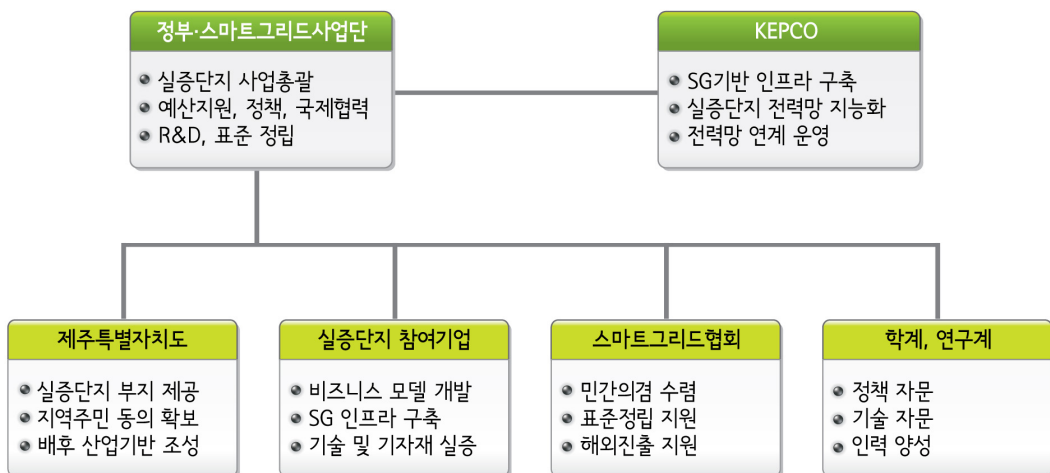 정부·스마트그리드사업단
실증단지 사업총괄
예산지원, 정책, 국제협력
R&D, 표준 정립
KEPCO
SG기반 인프라 구축
실증단지 전력망 지능화
전력망 연계 운영
제주특별자치도
실증단지 부지 제공
지역주민 동의 확보
배후 산업기반 조성
실증단지 참여기업
비즈니스 모델 개발
SG 인프라 구축
기술 및 기자재 실증
스마트그리드협회
민간의겸 수렴
표준정립 지원
해외진출 지원
학계, 연구계
정책 자문
기술 자문
인력 양성